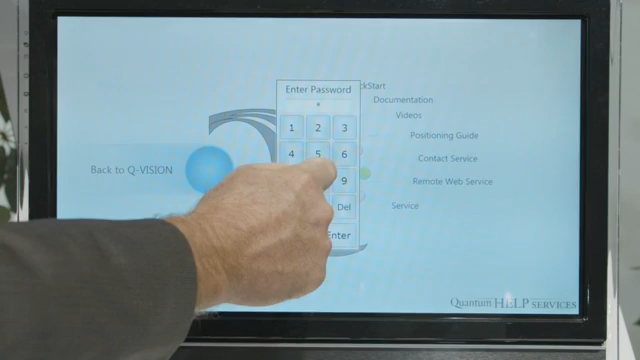 Enter Password
*
1 2 3
4 5 6
9
Del
Enter
ckStart
Documentation
Videos
Positioning Guide
Contact Service
Remote Web Service
Service
Back to Q-VISION
Quantum HELP SERVICES